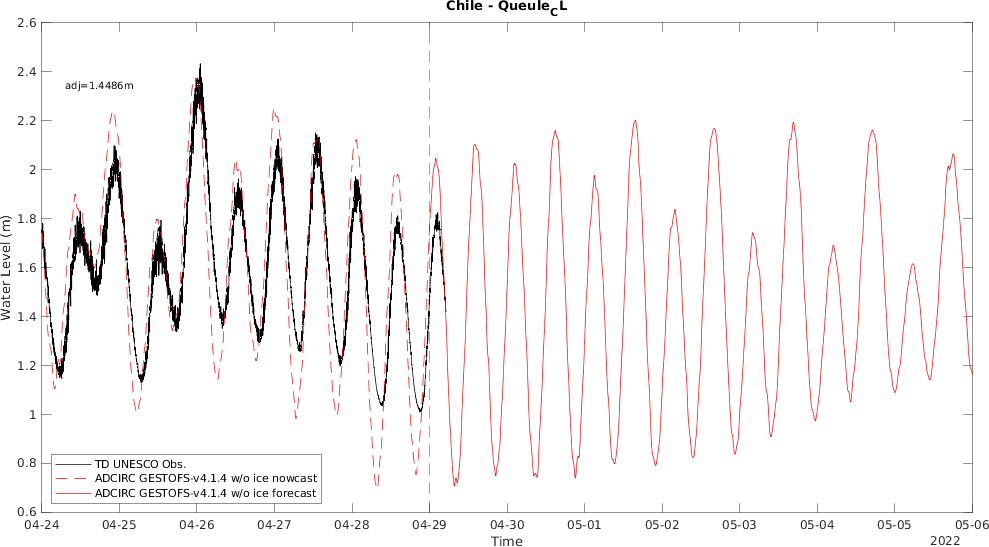 Chile - Queule_CL
2.6
2.4
adj=1.4486m
2.2
2
1.8
1.6
1.4
1.2
1
0.8
0.6
Water Level (m)
TD UNESCO Obs.
ADCIRC GESTOFS-v4.1.4 w/o ice nowcast
ADCIRC GESTOFS-v4.1.4 w/o ice forecast
04-24 04-25 04-26 04-27 04-28 04-29 04-30 05-01 05-02 05-03 05-04 05-05 05-06
Time
2022